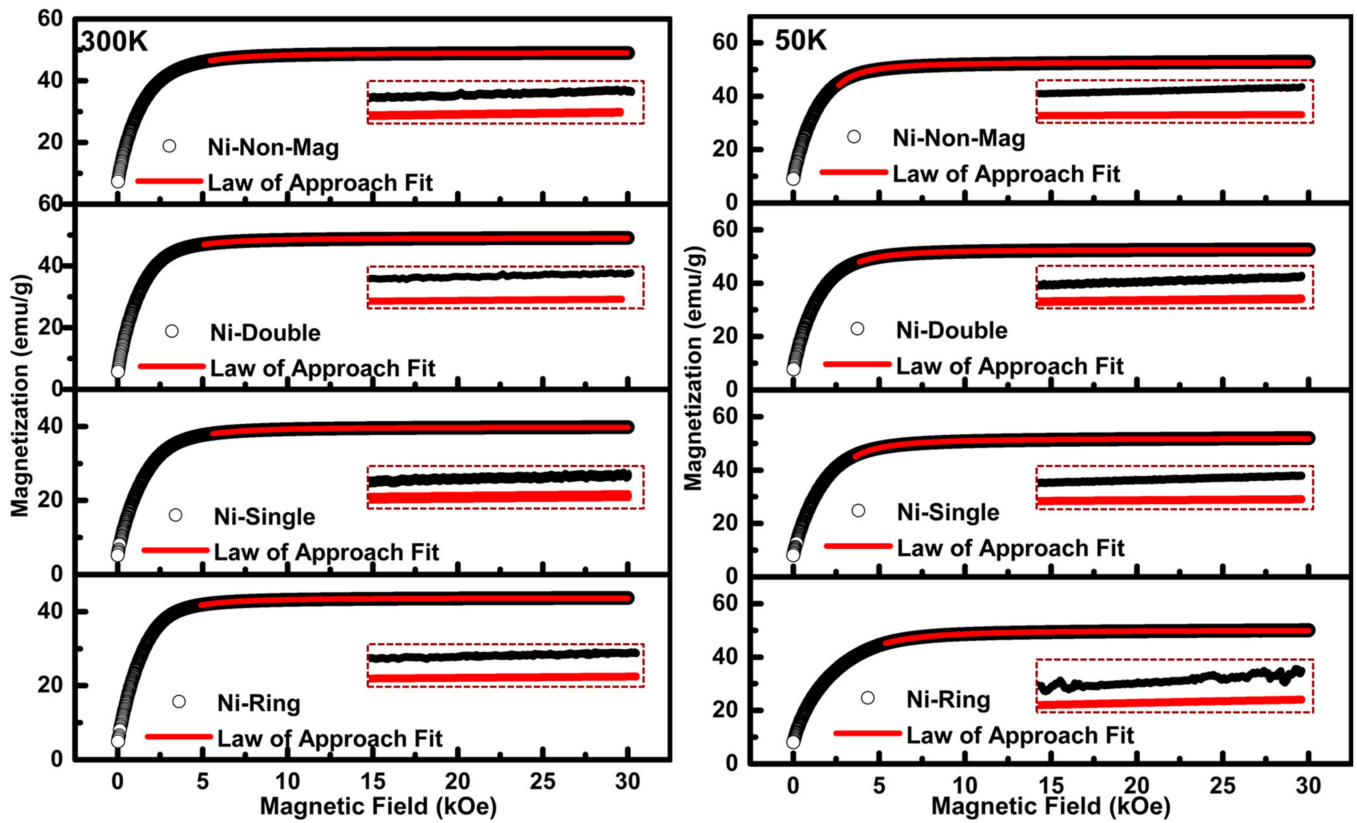 300K
60
40
20
0
Ni-Non-Mag
Law of Approach Fit
60
40
20
0
Ni-Double
Law of Approach Fit
40
20
0
Ni-Single
Law of Approach Fit
40
20
0
Ni-Ring
Law of Approach Fit
0 5 10 15 20 25 30
Magnetic Field (kOe)
Magnetization (emu/g)
50K
60
40
20
0
Ni-Non-Mag
Law of Approach Fit
60
40
20
0
Ni-Double
Law of Approach Fit
60
40
20
0
Ni-Single
Law of Approach Fit
60
40
20
0
Ni-Ring
Law of Approach Fit
0 5 10 15 20 25 30
Magnetic Field (kOe)
Magnetization (emu/g)